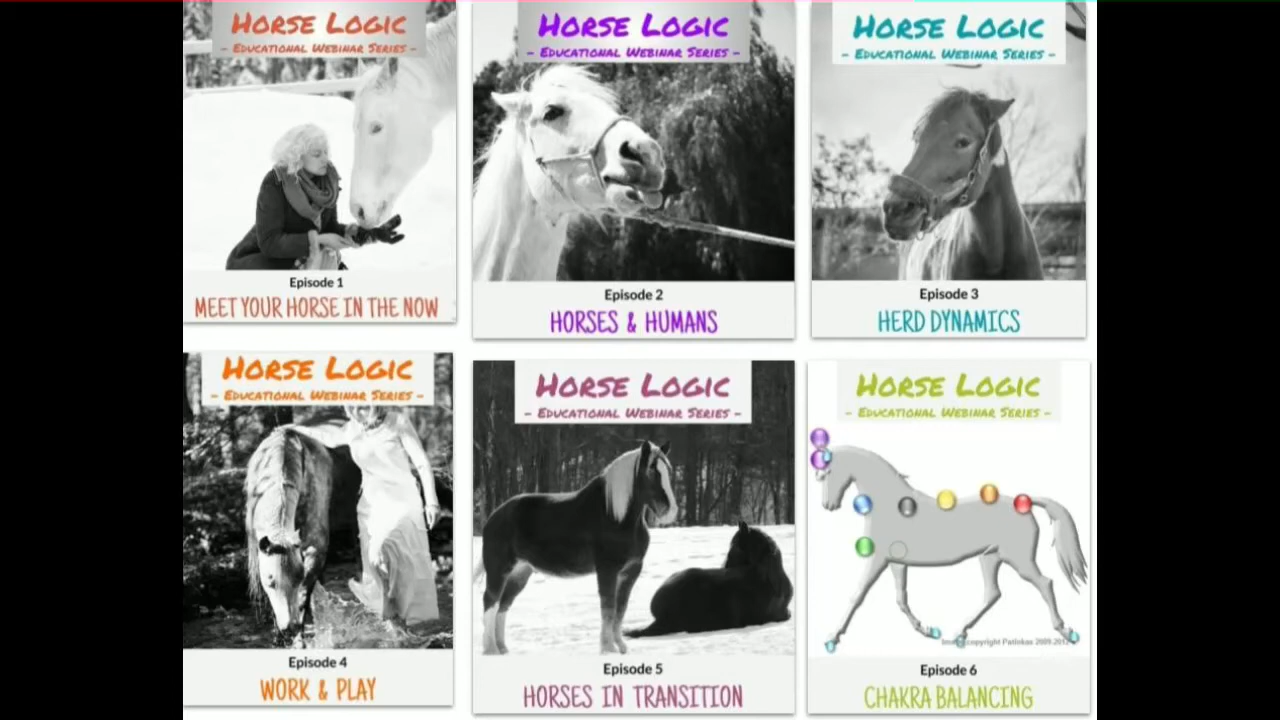 Horse Logic
- Educational Webinar Series -
Episode 1
MEET YOUR HORSE IN THE NOW
Horse Logic
- Educational Webinar Series -
Episode 2
HORSES & HUMANS
Horse Logic
- Educational Webinar Series -
Episode 3
HERD DYNAMICS
Horse Logic
- Educational Webinar Series -
Episode 4
WORK & PLAY
Horse Logic
- Educational Webinar Series -
Episode 5
HORSES IN TRANSITION
Horse Logic
- Educational Webinar Series -
copyright Patinkas 2009
Episode 6
CHAKRA BALANCING